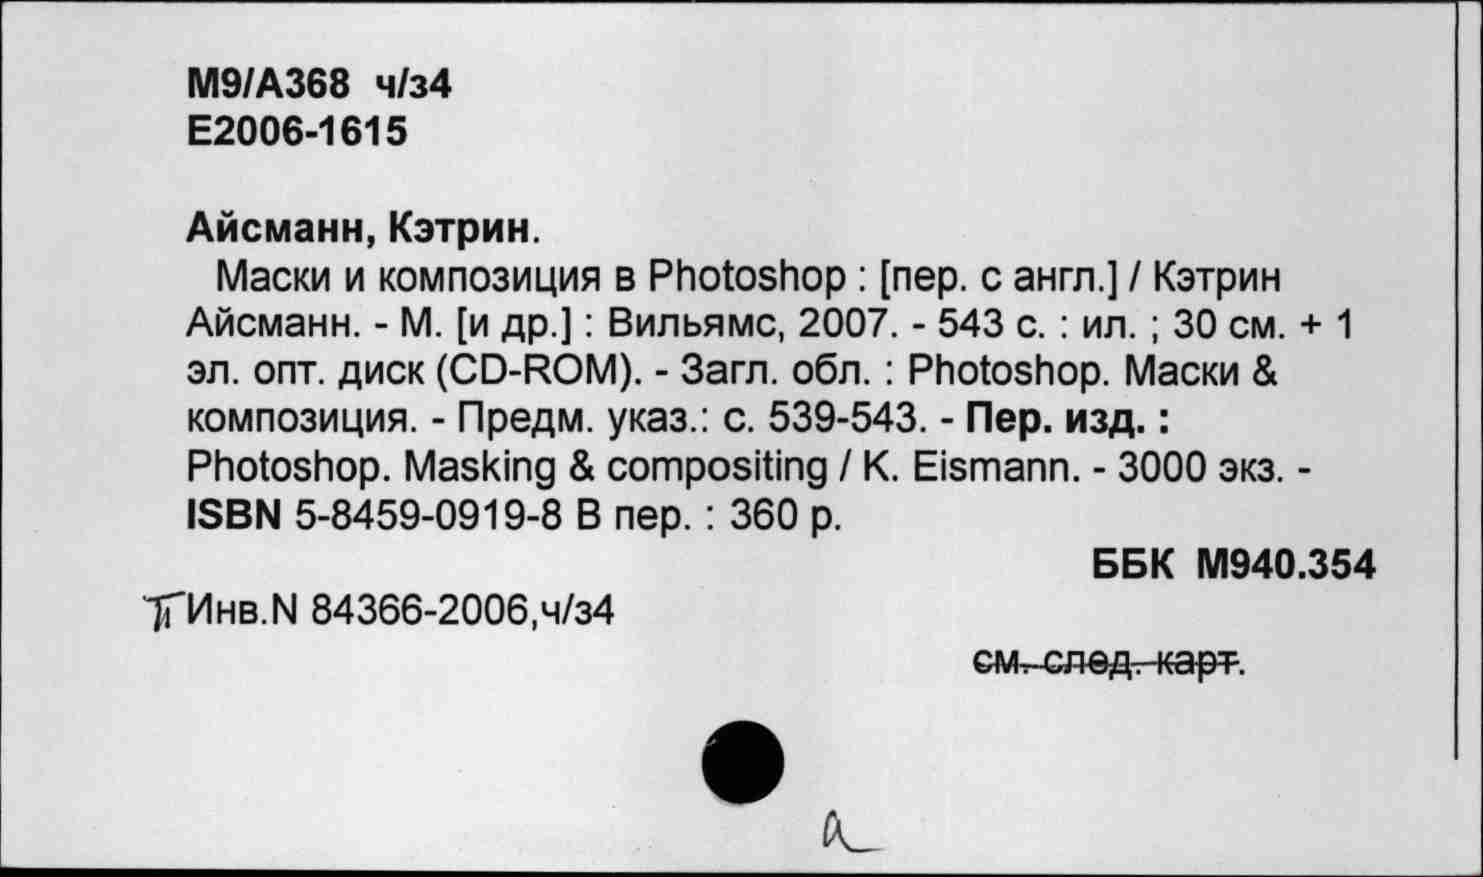 М9/А368 ч/з4
Е2006-1615
Айсманн, Кэтрин.
Маски и композиция в Photoshop : [пер. с англ.] / Кэтрин
Айсманн. - М. [и др.] : Вильямс, 2007. - 543 с. : ил. ; 30 см. + 1
эл. опт. диск (CD-ROM). - Загл. обл. : Photoshop. Маски &
композиция. - Предм. указ.: с. 539-543. - Пер. изд. :
Photoshop. Masking & compositing / K. Eismann. - 3000 экз. -
ISBN 5-8459-0919-8 В пер. : 360 р.
ББК М940.354
Инв.N 84366-2006,ч/з4
см. след. карт.
а